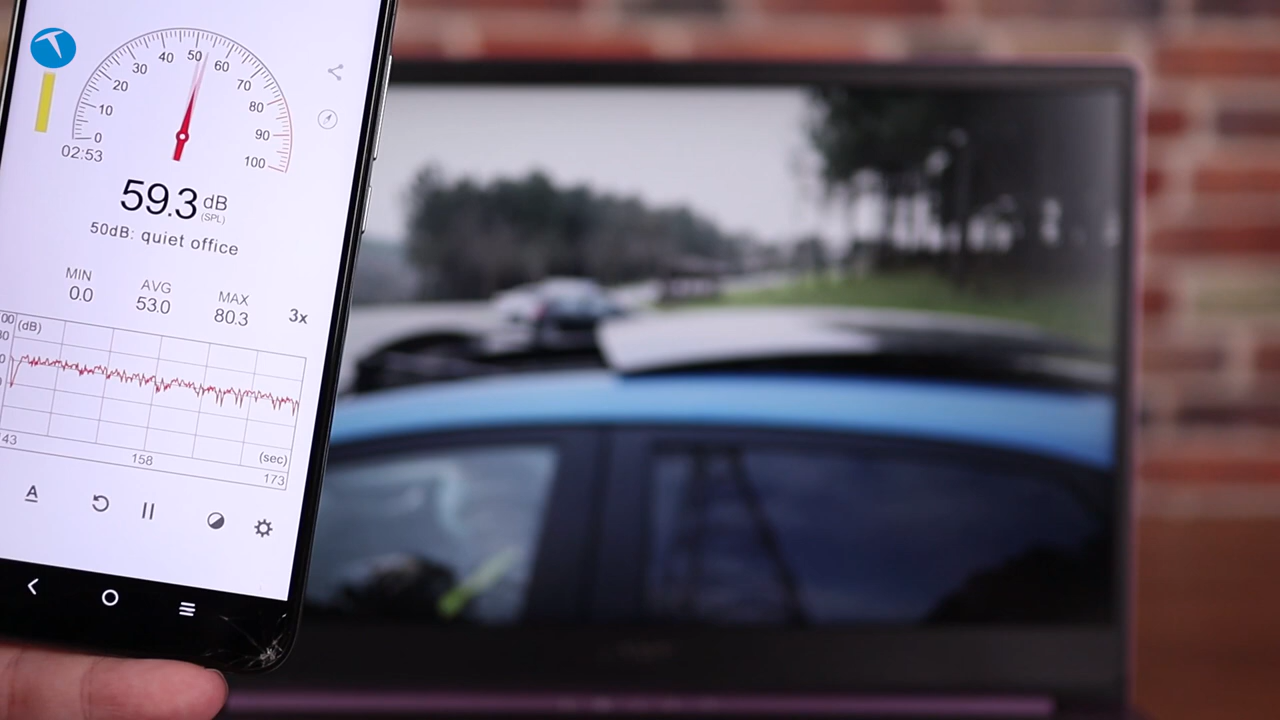 0 10 20 30 40 50 60 70 80 90 100
02:53
59.3 dB
(SPL)
50dB: quiet office
MIN AVG MAX
0.0 53.0 80.3 3x
(dB)
43 158 173
(sec)
A